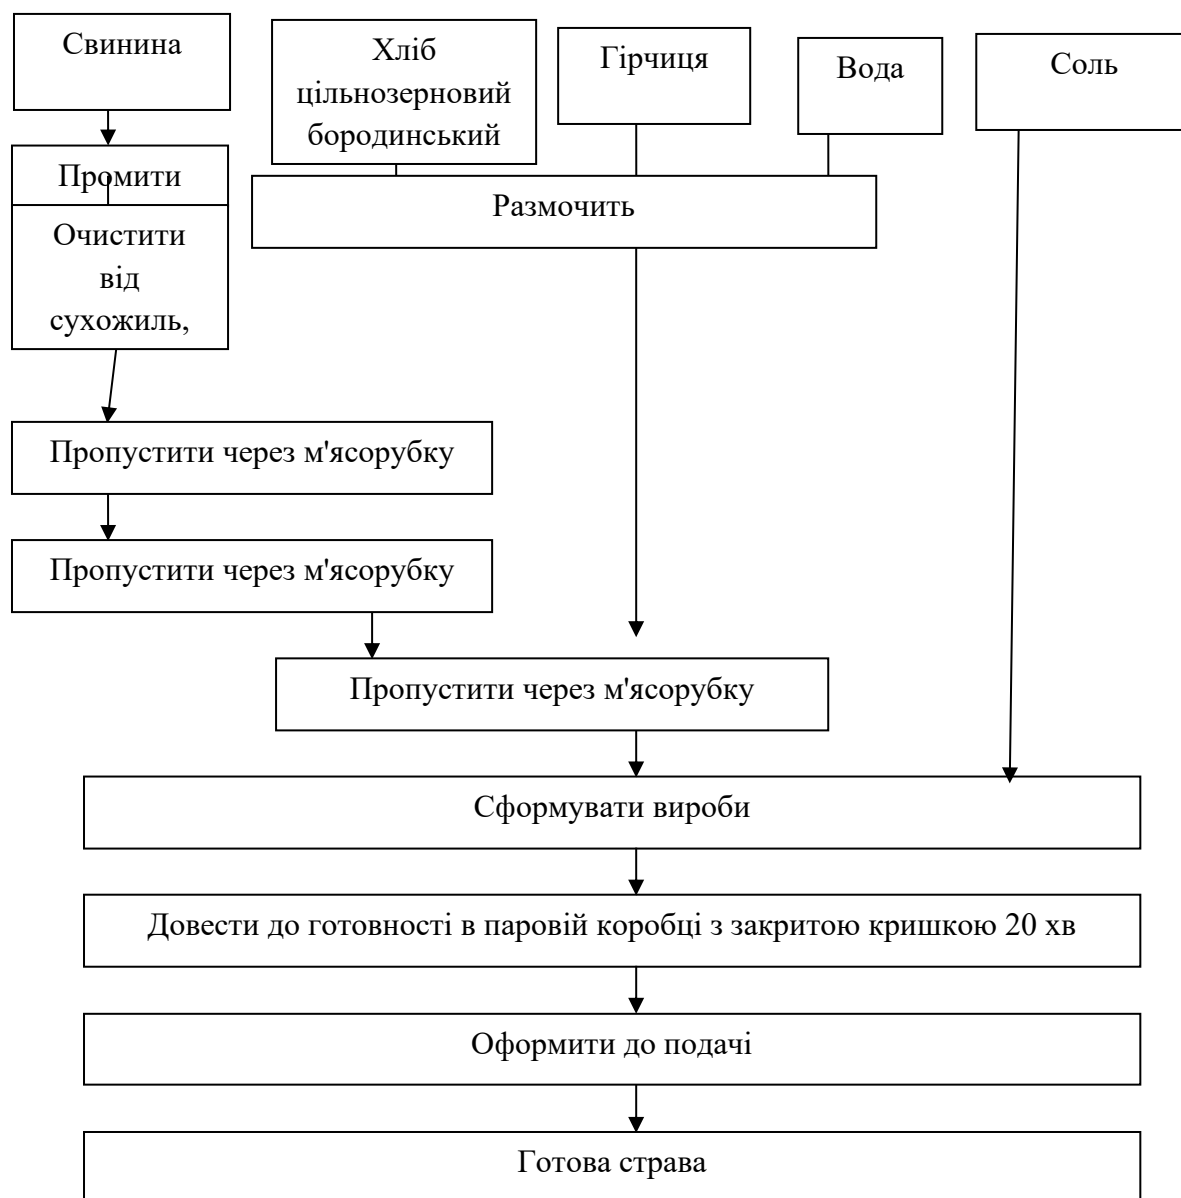 Свинина
Хліб
цільнозерновий
бородинський
Гірчиця
Вода
Соль
Промити
Размочить
Очистити
від
сухожиль,
Пропустити через м'ясорубку
Пропустити через м'ясорубку
Пропустити через м'ясорубку
Сформувати вироби
Довести до готовності в паровій коробці з закритою кришкою 20 хв
Оформити до подачі
Готова страва